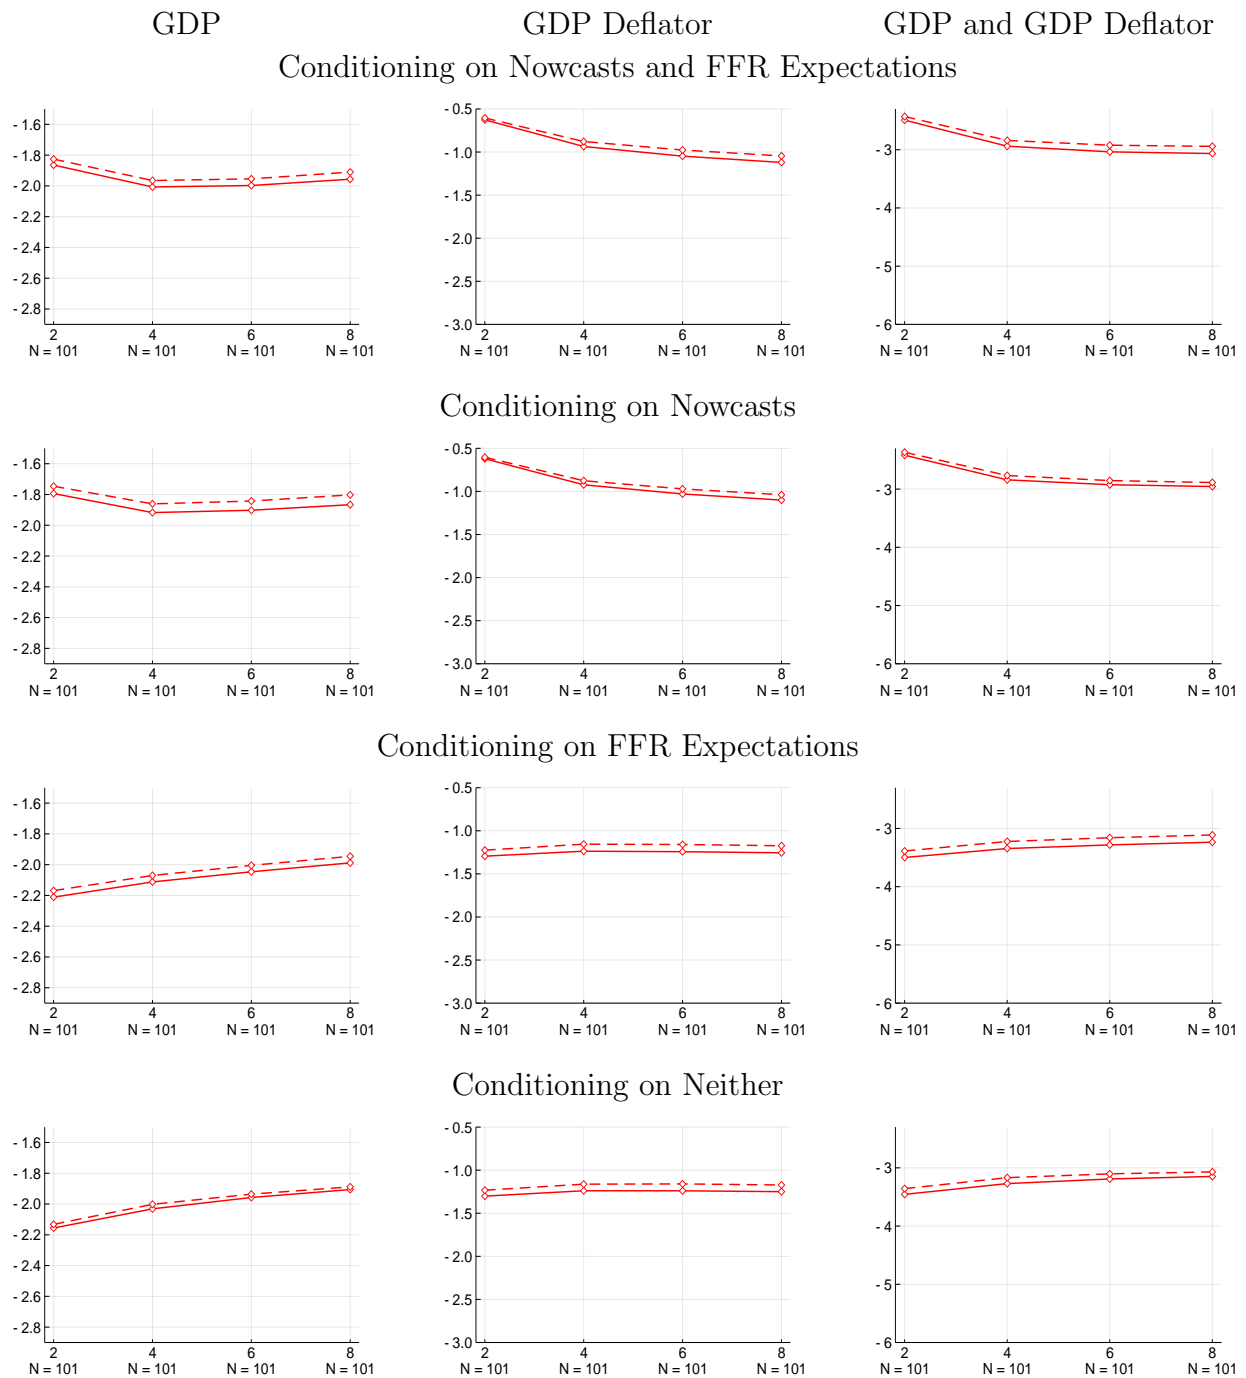 GDP GDP Deflator GDP and GDP Deflator
Conditioning on Nowcasts and FFR Expectations
- 1.6
- 1.8
- 2.0
- 2.2
- 2.4
- 2.6
- 2.8
2 4 6 8
N = 101 N = 101 N = 101 N = 101
- 0.5
- 1.0
- 1.5
- 2.0
- 2.5
- 3.0
2 4 6 8
N = 101 N = 101 N = 101 N = 101
- 3
- 4
- 5
- 6
2 4 6 8
N = 101 N = 101 N = 101 N = 101
Conditioning on Nowcasts
- 1.6
- 1.8
- 2.0
- 2.2
- 2.4
- 2.6
- 2.8
2 4 6 8
N = 101 N = 101 N = 101 N = 101
- 0.5
- 1.0
- 1.5
- 2.0
- 2.5
- 3.0
2 4 6 8
N = 101 N = 101 N = 101 N = 101
- 3
- 4
- 5
- 6
2 4 6 8
N = 101 N = 101 N = 101 N = 101
Conditioning on FFR Expectations
- 1.6
- 1.8
- 2.0
- 2.2
- 2.4
- 2.6
- 2.8
2 4 6 8
N = 101 N = 101 N = 101 N = 101
- 0.5
- 1.0
- 1.5
- 2.0
- 2.5
- 3.0
2 4 6 8
N = 101 N = 101 N = 101 N = 101
- 3
- 4
- 5
- 6
2 4 6 8
N = 101 N = 101 N = 101 N = 101
Conditioning on Neither
- 1.6
- 1.8
- 2.0
- 2.2
- 2.4
- 2.6
- 2.8
2 4 6 8
N = 101 N = 101 N = 101 N = 101
- 0.5
- 1.0
- 1.5
- 2.0
- 2.5
- 3.0
2 4 6 8
N = 101 N = 101 N = 101 N = 101
- 3
- 4
- 5
- 6
2 4 6 8
N = 101 N = 101 N = 101 N = 101